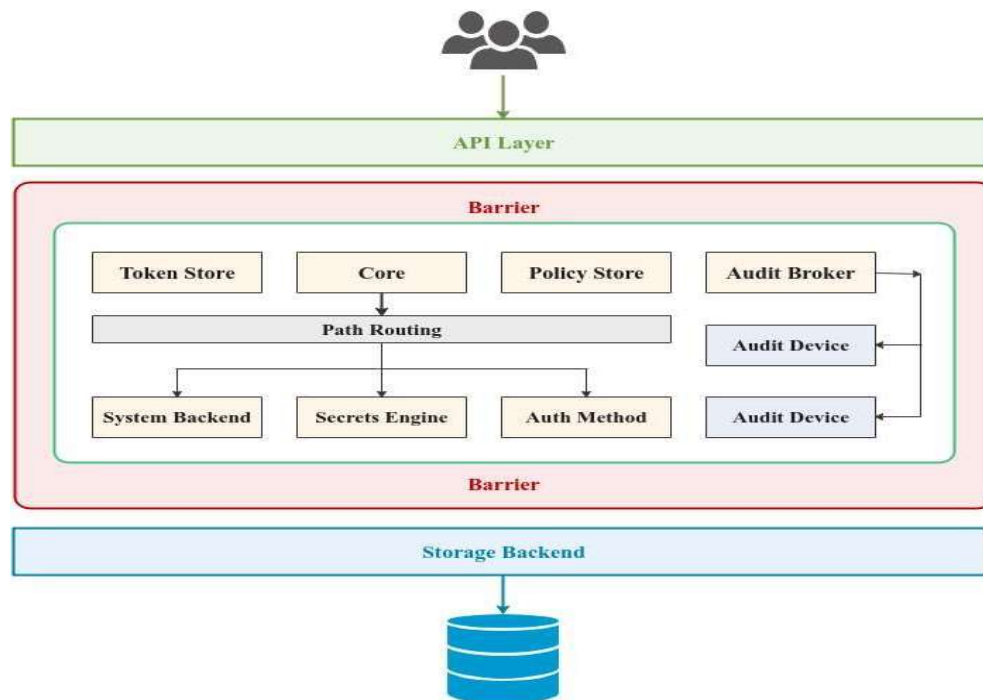 API Layer
Barrier
Token Store
Core
Policy Store
Audit Broker
Path Routing
Audit Device
System Backend
Secrets Engine
Auth Method
Audit Device
Barrier
Storage Backend